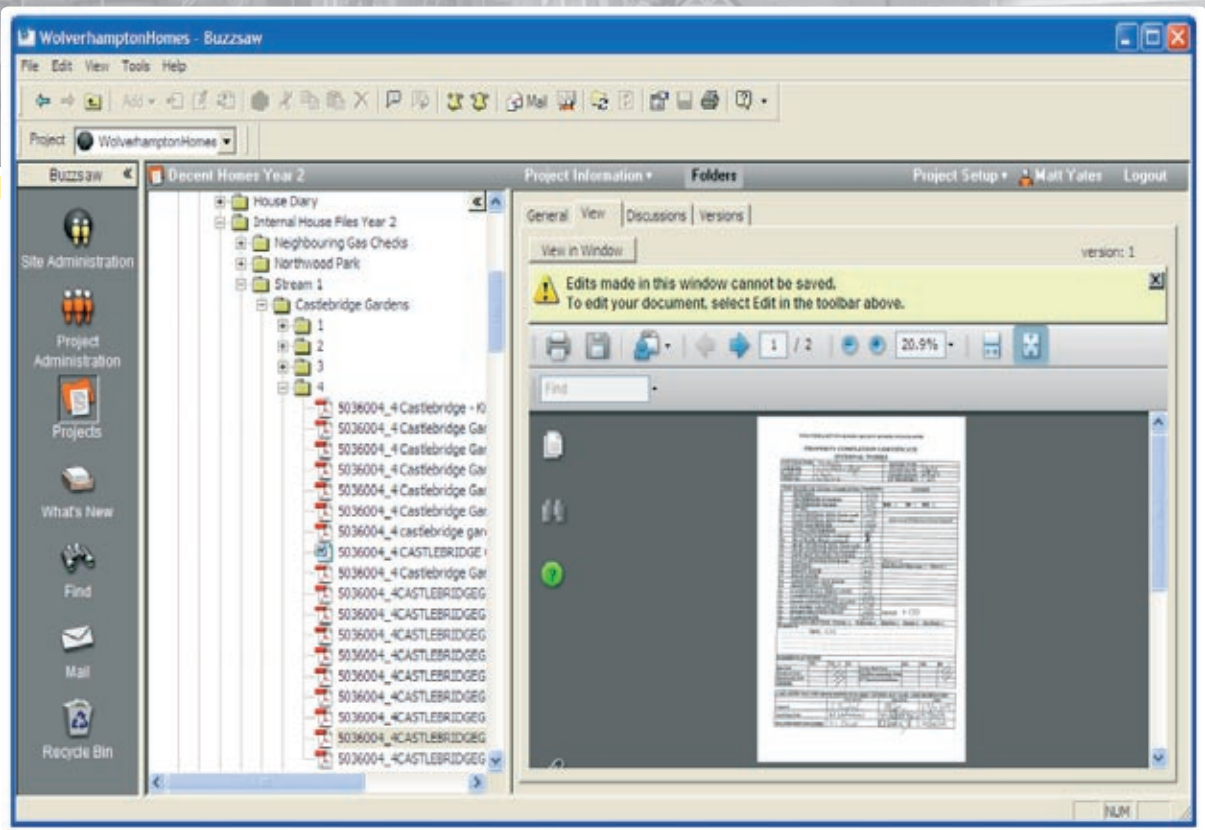 WolverhamptonHomes - Buzzsaw
File Edit View Tools Help
Add Mail
Project WolverhamptonHomes
Buzzsaw
Decent Homes Year 2 Project Information Folders Project Setup Matt Yates Logout
Site Administration
Project Administration
Projects
What's New
Find
Mail
Recycle Bin
House Diary
Internal House Files Year 2
Neighbouring Gas Checks
Northwood Park
Stream 1
Castlebridge Gardens
1
2
3
4
5036004_4 Castlebridge - Ki
5036004_4 Castlebridge Gar
5036004_4 Castlebridge Gar
5036004_4 Castlebridge Gar
5036004_4 Castlebridge Gar
5036004_4 Castlebridge Gar
5036004_4 castlebridge gar
5036004_4 CASTLEBRIDGE
5036004_4 Castlebridge Gar
5036004_4CASTLEBRIDGEG
5036004_4CASTLEBRIDGEG
5036004_4CASTLEBRIDGEG
5036004_4CASTLEBRIDGEG
5036004_4CASTLEBRIDGEG
5036004_4CASTLEBRIDGEG
5036004_4CASTLEBRIDGEG
5036004_4CASTLEBRIDGEG
5036004_4CASTLEBRIDGEG
General View Discussions Versions
View in Window version: 1
Edits made in this window cannot be saved.
To edit your document, select Edit in the toolbar above.
1 / 2 20.9%
Find
PROPERTY COMPLETION CERTIFICATE
INTERNAL WORKS
NUM